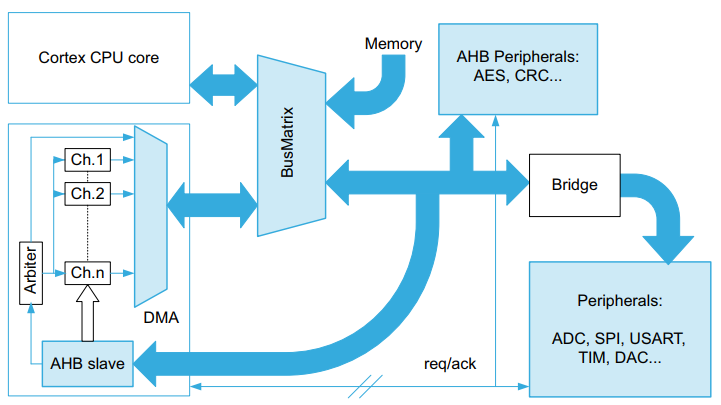 Cortex CPU core
Memory
AHB Peripherals:
AES, CRC...
BusMatrix
Ch.1
Ch.2
Ch.n
Arbiter
DMA
AHB slave
Bridge
Peripherals:
ADC, SPI, USART,
TIM, DAC...
req/ack